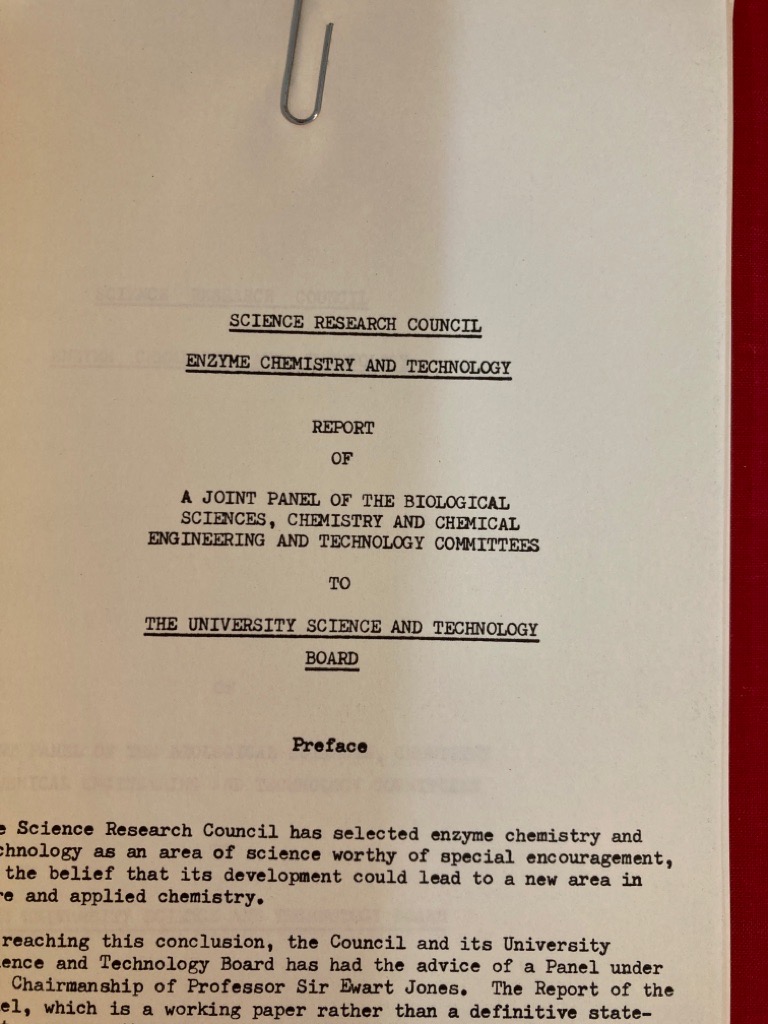 SCIENCE RESEARCH COUNCIL
ENZYME CHEMISTRY AND TECHNOLOGY
REPORT
OF
A JOINT PANEL OF THE BIOLOGICAL
SCIENCES, CHEMISTRY AND CHEMICAL
ENGINEERING AND TECHNOLOGY COMMITTEES
TO
THE UNIVERSITY SCIENCE AND TECHNOLOGY
BOARD
Preface
e Science Research Council has selected enzyme chemistry and
chnology as an area of science worthy of special encouragement,
the belief that its development could lead to a new area in
re and applied chemistry.
reaching this conclusion, the Council and its University
ence and Technology Board has had the advice of a Panel under
Chairmanship of Professor Sir Ewart Jones. The Report of the
el, which is a working paper rather than a definitive state-